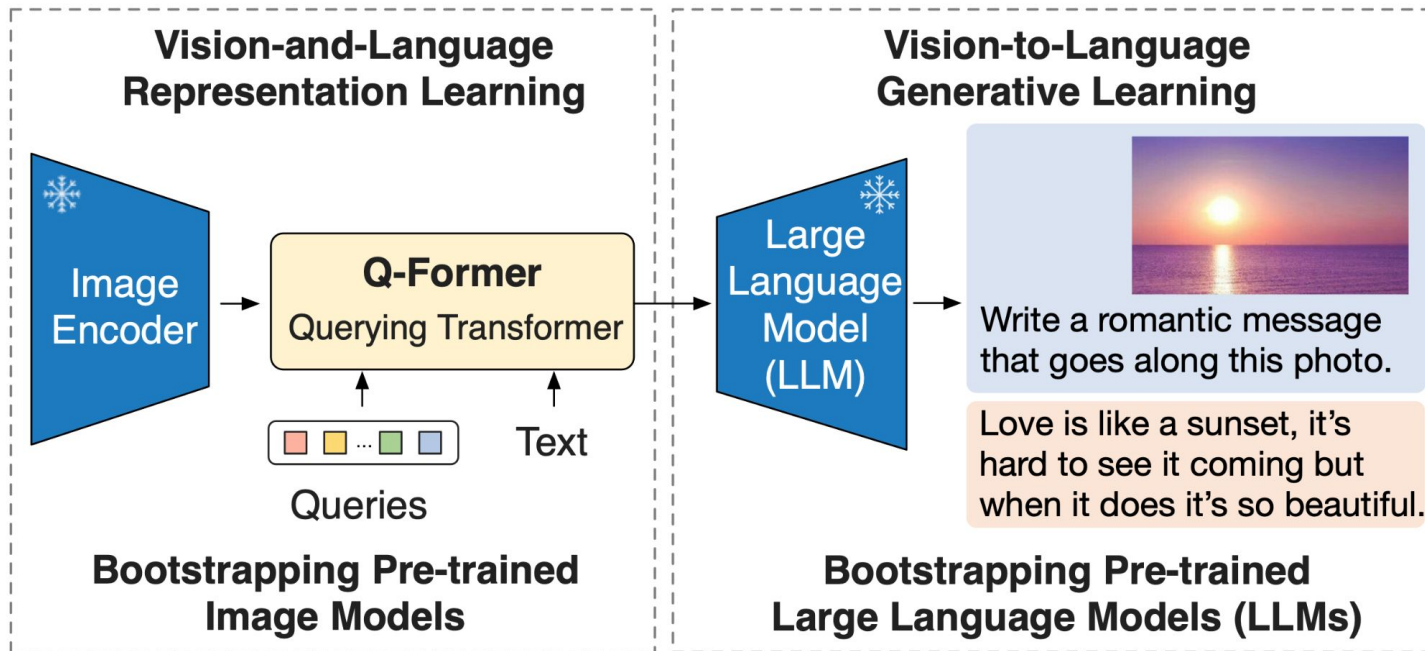 Vision-and-Language
Representation Learning
Image
Encoder
Q-Former
Querying Transformer
...
Queries
Text
Bootstrapping Pre-trained
Image Models
Vision-to-Language
Generative Learning
Large
Language
Model
(LLM)
Write a romantic message
that goes along this photo.
Love is like a sunset, it's
hard to see it coming but
when it does it's so beautiful.
Bootstrapping Pre-trained
Large Language Models (LLMs)